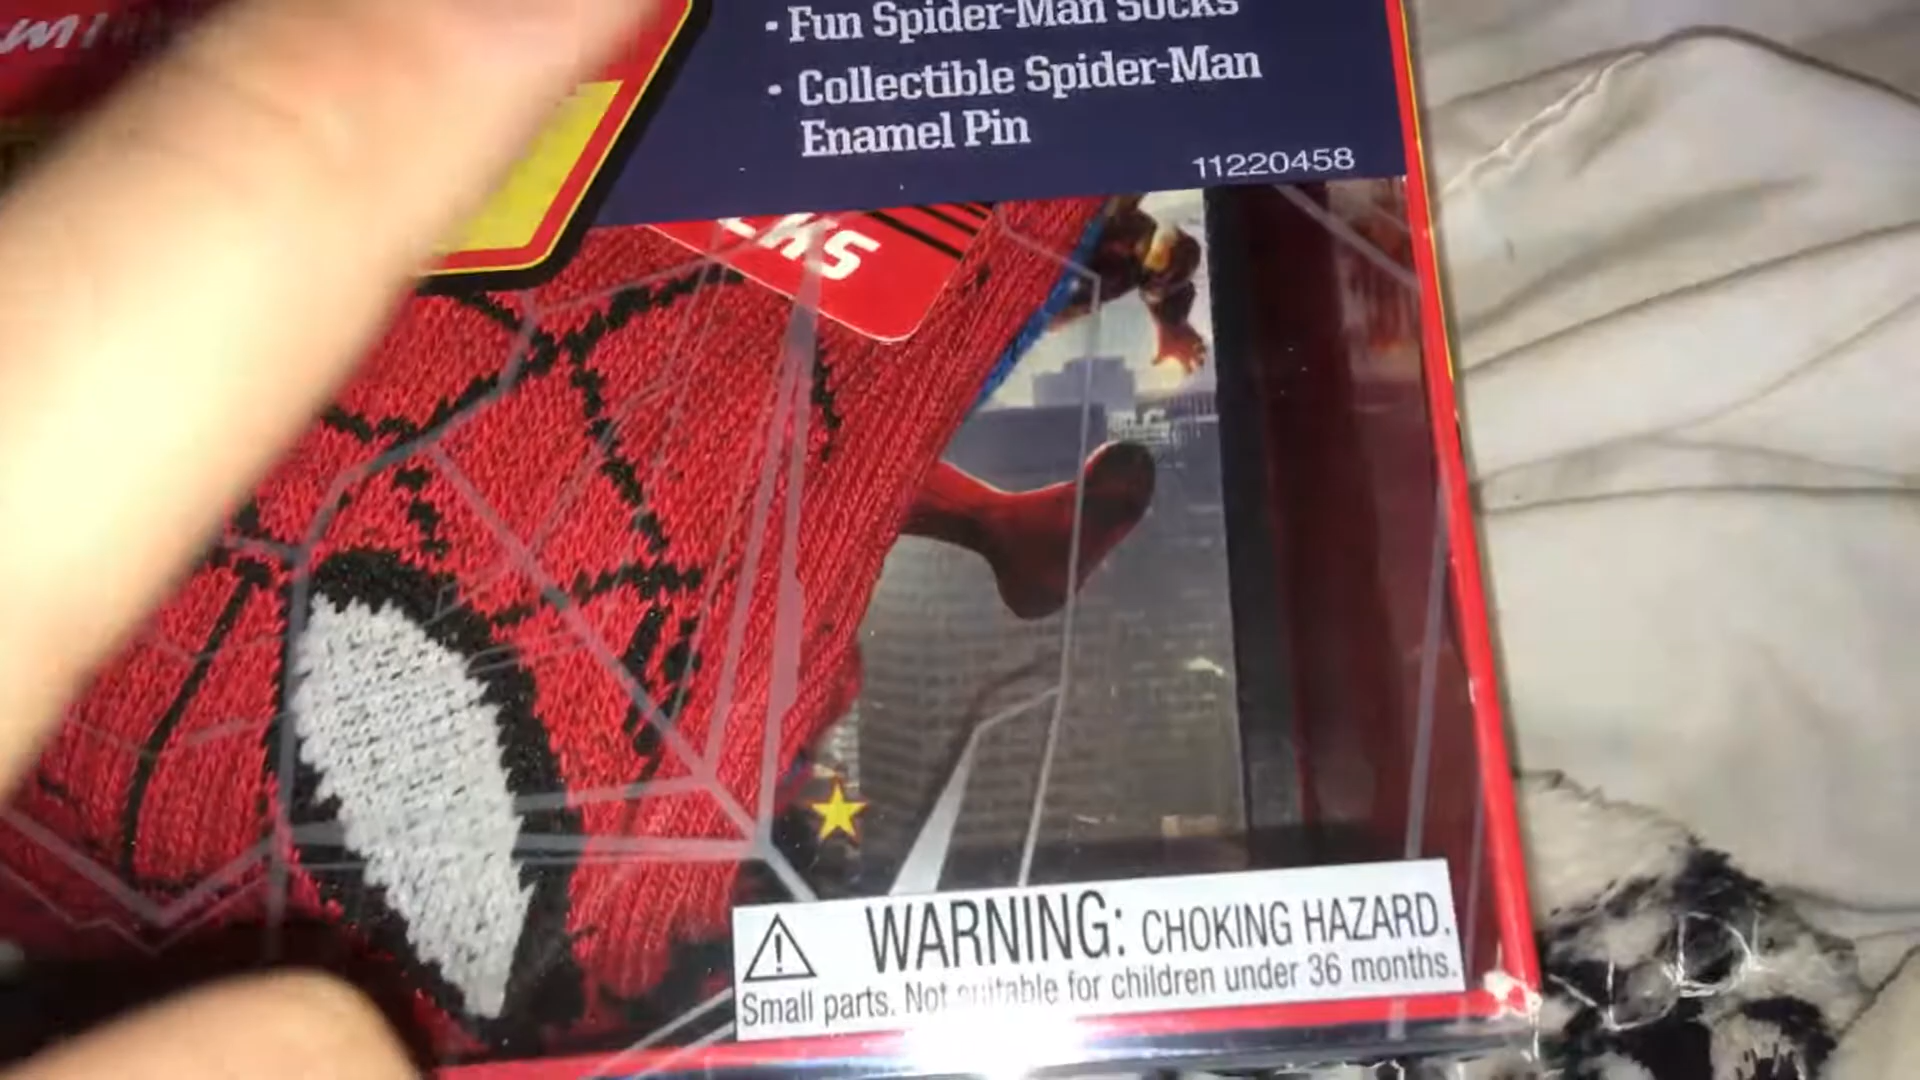 • Fun Spider-Man Socks
• Collectible Spider-Man
Enamel Pin
11220458
WARNING: CHOKING HAZARD.
Small parts. Not suitable for children under 36 months.